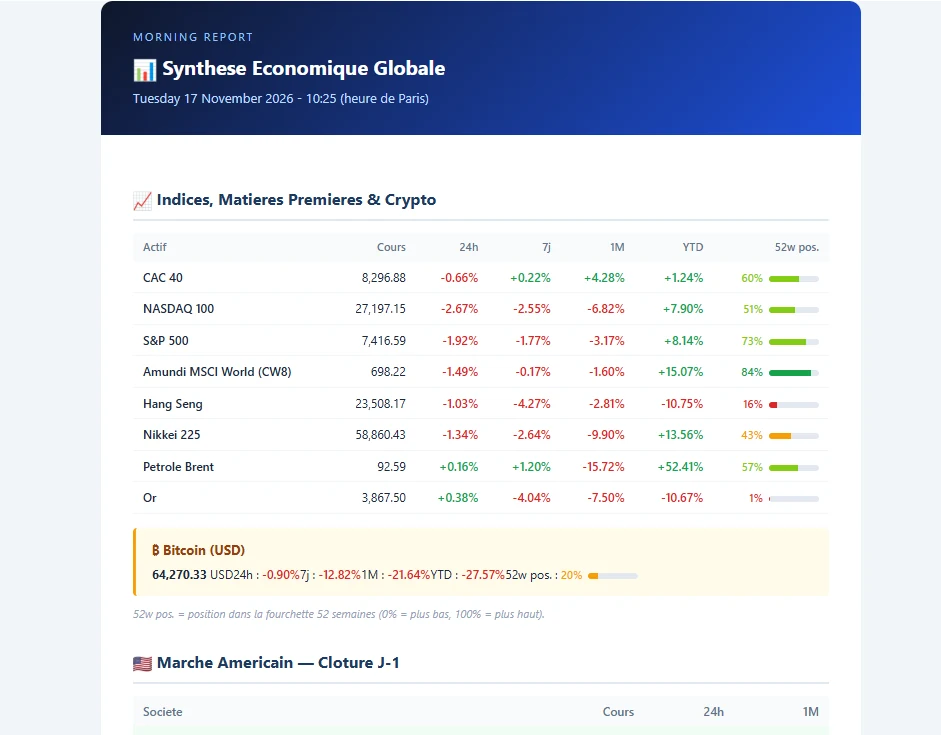 MORNING REPORT
📊 Synthese Economique Globale
Tuesday 17 November 2026 - 10:25 (heure de Paris)
📈 Indices, Matieres Premieres & Crypto
Actif Cours 24h 7j 1M YTD 52w pos.
CAC 40 8,296.88 -0.66% +0.22% +4.28% +1.24% 60%
NASDAQ 100 27,197.15 -2.67% -2.55% -6.82% +7.90% 51%
S&P 500 7,416.59 -1.92% -1.77% -3.17% +8.14% 73%
Amundi MSCI World (CW8) 698.22 -1.49% -0.17% -1.60% +15.07% 84%
Hang Seng 23,508.17 -1.03% -4.27% -2.81% -10.75% 16%
Nikkei 225 58,860.43 -1.34% -2.64% -9.90% +13.56% 43%
Petrole Brent 92.59 +0.16% +1.20% -15.72% +52.41% 57%
Or 3,867.50 +0.38% -4.04% -7.50% -10.67% 1%
₿ Bitcoin (USD)
64,270.33 USD24h : -0.90%7j : -12.82%1M : -21.64%YTD : -27.57%52w pos. : 20%
52w pos. = position dans la fourchette 52 semaines (0% = plus bas, 100% = plus haut).
🇺🇸 Marche Americain — Cloture J-1
Societe Cours 24h 1M